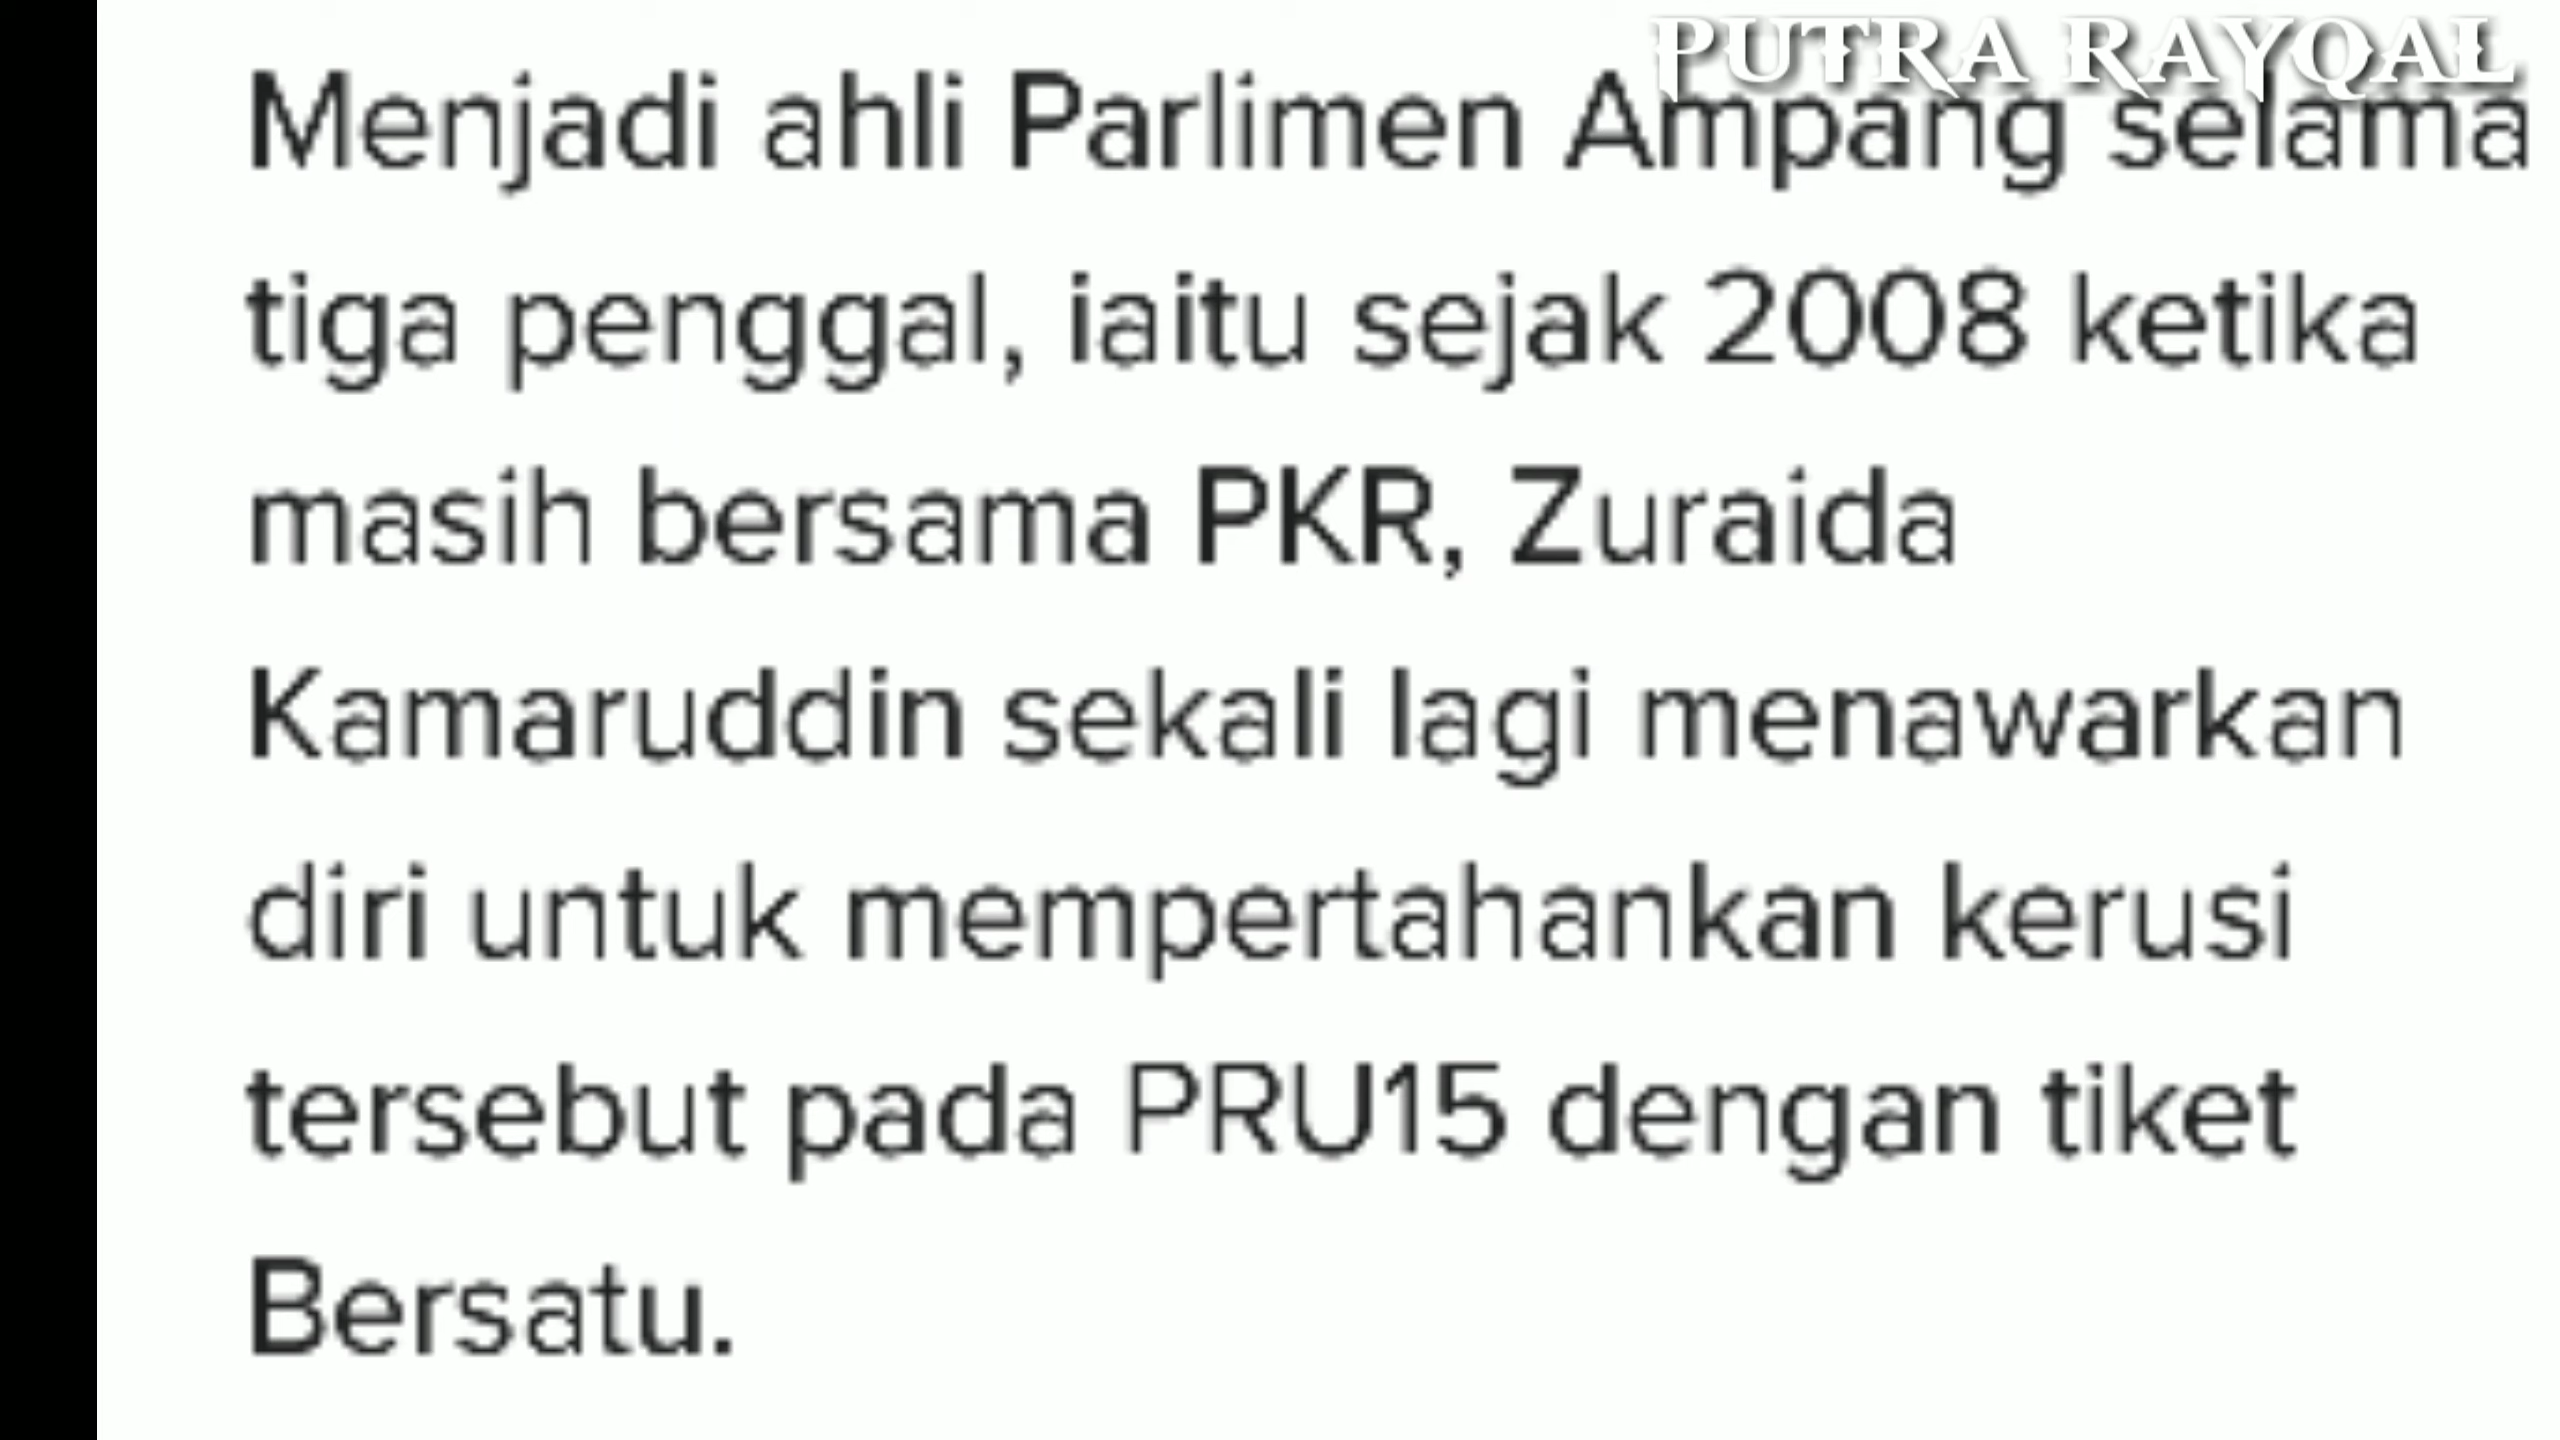 PUTRA RAYQAL
Menjadi ahli Parlimen Ampang selama
tiga penggal, iaitu sejak 2008 ketika
masih bersama PKR, Zuraida
Kamaruddin sekali lagi menawarkan
diri untuk mempertahankan kerusi
tersebut pada PRU15 dengan tiket
Bersatu.